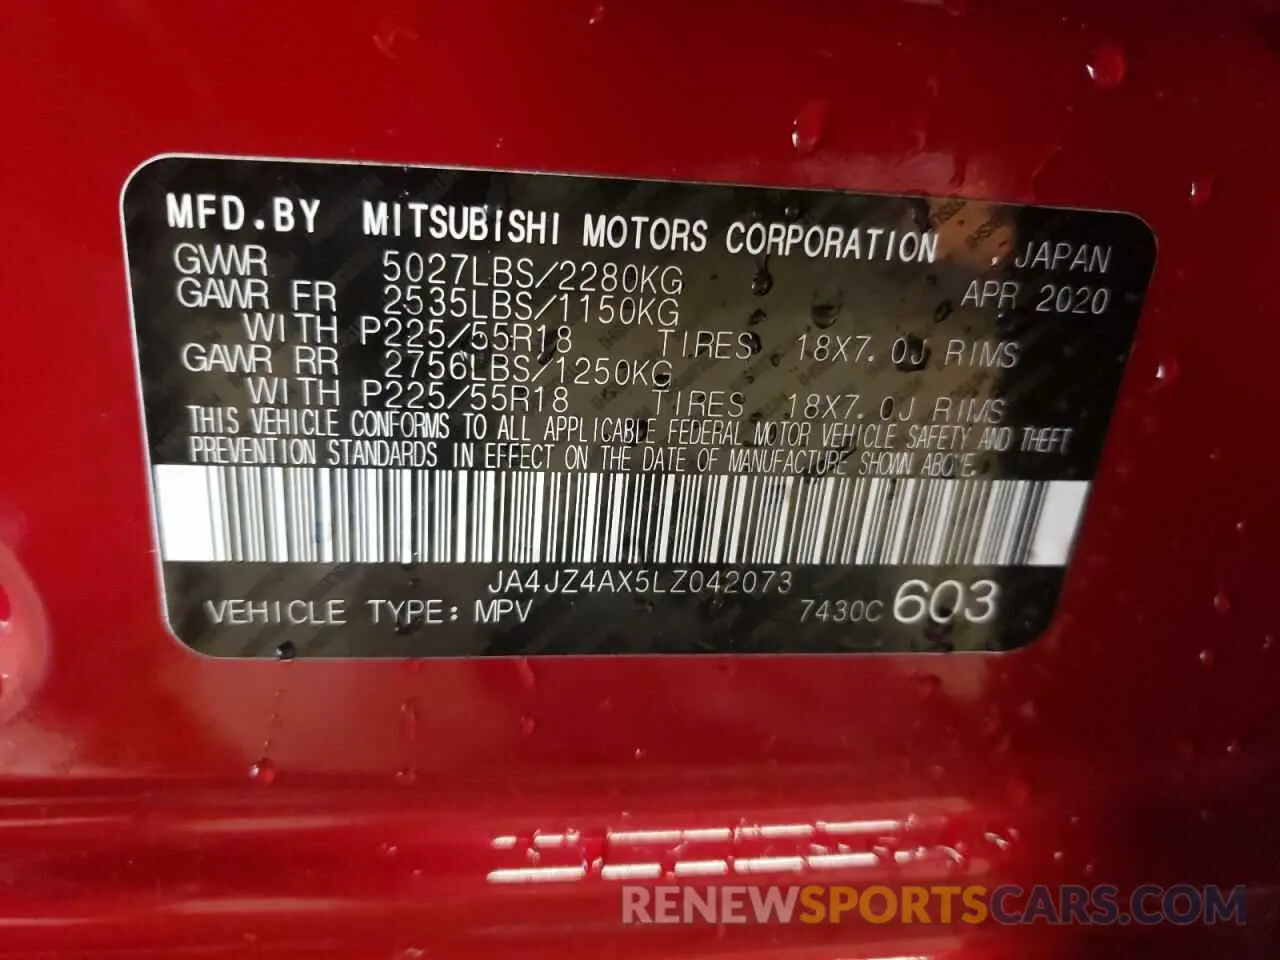 MFD.BY MITSUBISHI MOTORS CORPORATION , JAPAN
GVWR 5027LBS/2280KG APR 2020
GAWR FR 2535LBS/1150KG
WITH P225/55R18 TIRES 18X7.0J RIMS
GAWR RR 2756LBS/1250KG
WITH P225/55R18 TIRES 18X7.0J RIMS
THIS VEHICLE CONFORMS TO ALL APPLICABLE FEDERAL MOTOR VEHICLE SAFETY AND THEFT
PREVENTION STANDARDS IN EFFECT ON THE DATE OF MANUFACTURE SHOWN ABOVE.
JA4JZ4AX5LZ042073
VEHICLE TYPE: MPV 7430C 603
RENEWSPORTSCARS.COM